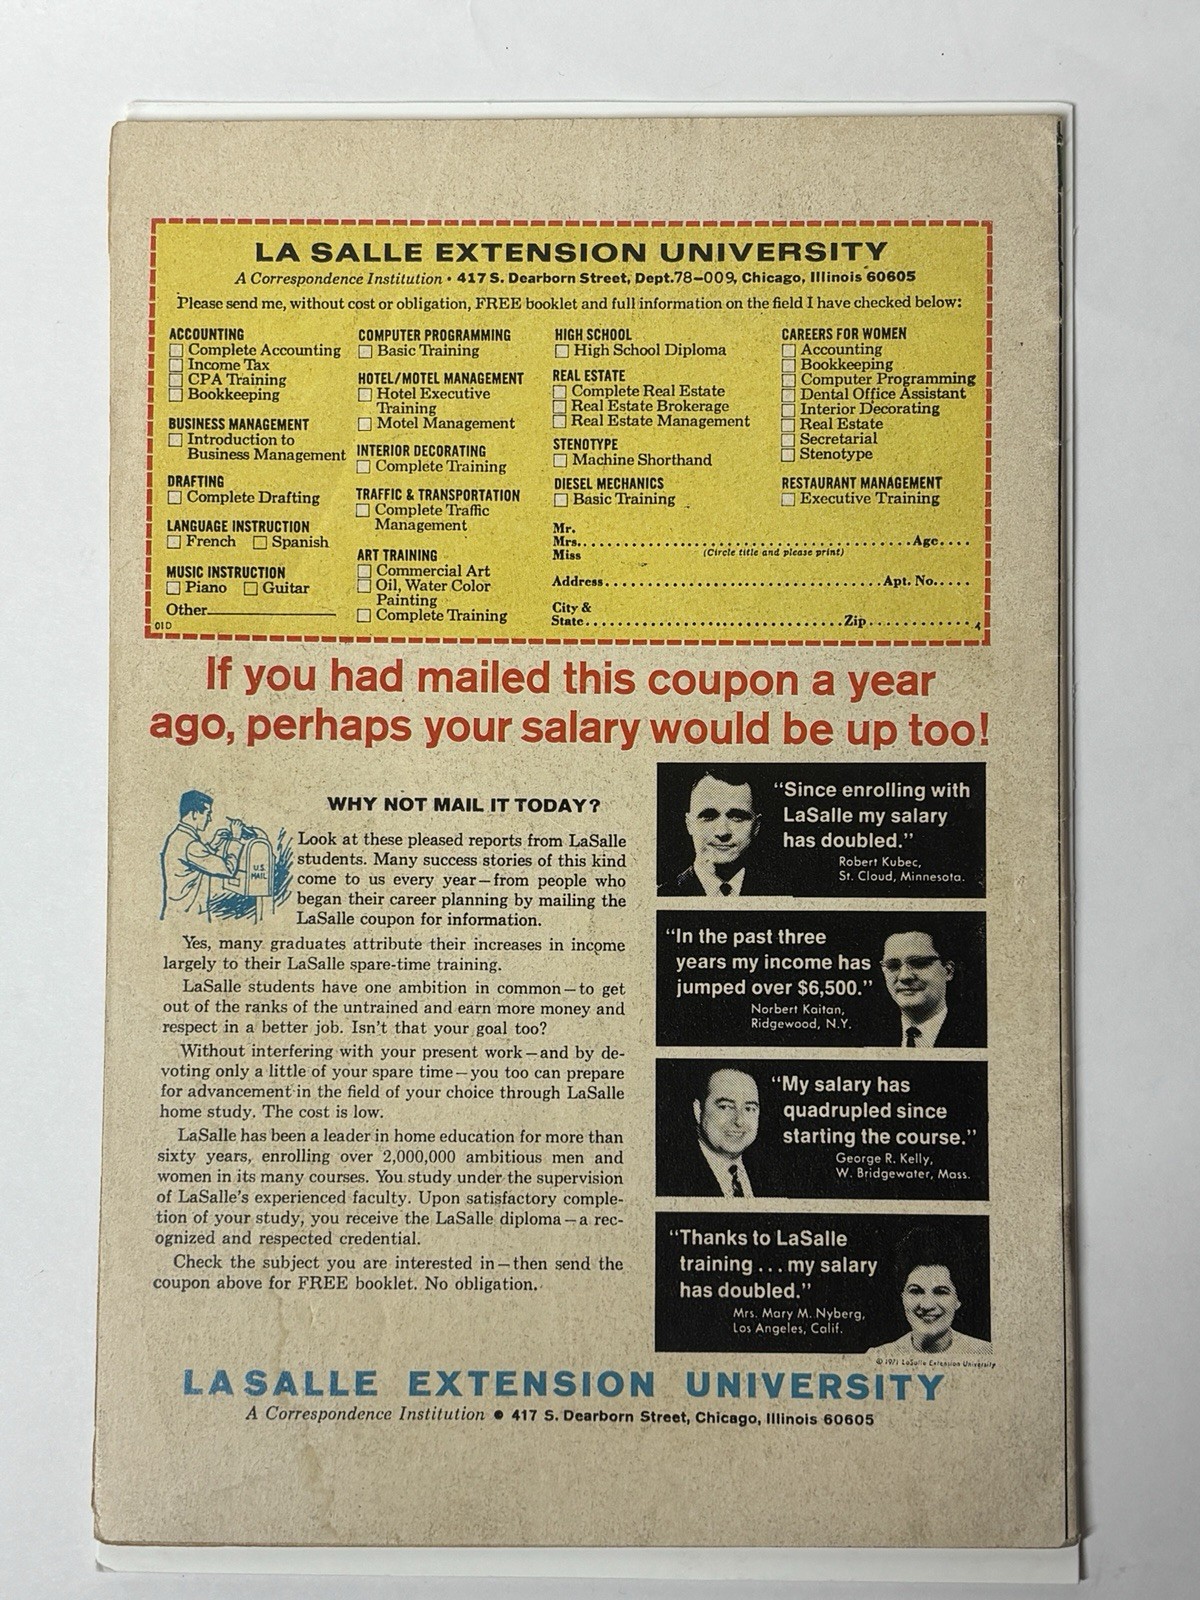 LA SALLE EXTENSION UNIVERSITY
A Correspondence Institution • 417 S. Dearborn Street, Dept.78-009, Chicago, Illinois 60605
Please send me, without cost or obligation, FREE booklet and full information on the field I have checked below:
ACCOUNTING
Complete Accounting
Income Tax
CPA Training
Bookkeeping
BUSINESS MANAGEMENT
Introduction to
Business Management
DRAFTING
Complete Drafting
LANGUAGE INSTRUCTION
French Spanish
MUSIC INSTRUCTION
Piano Guitar
Other
01D
COMPUTER PROGRAMMING
Basic Training
HOTEL/MOTEL MANAGEMENT
Hotel Executive
Training
Motel Management
INTERIOR DECORATING
Complete Training
TRAFFIC & TRANSPORTATION
Complete Traffic
Management
ART TRAINING
Commercial Art
Oil, Water Color
Painting
Complete Training
HIGH SCHOOL
High School Diploma
REAL ESTATE
Complete Real Estate
Real Estate Brokerage
Real Estate Management
STENOTYPE
Machine Shorthand
DIESEL MECHANICS
Basic Training
CAREERS FOR WOMEN
Accounting
Bookkeeping
Computer Programming
Dental Office Assistant
Interior Decorating
Real Estate
Secretarial
Stenotype
RESTAURANT MANAGEMENT
Executive Training
Mr.
Mrs. Age
Miss (Circle title and please print)
Address Apt. No.
City &
State Zip
4
If you had mailed this coupon a year
ago, perhaps your salary would be up too!
WHY NOT MAIL IT TODAY?
U.S.
MAIL
Look at these pleased reports from LaSalle
students. Many success stories of this kind
come to us every year—from people who
began their career planning by mailing the
LaSalle coupon for information.
Yes, many graduates attribute their increases in income
largely to their LaSalle spare-time training.
LaSalle students have one ambition in common—to get
out of the ranks of the untrained and earn more money and
respect in a better job. Isn't that your goal too?
Without interfering with your present work—and by de-
voting only a little of your spare time—you too can prepare
for advancement in the field of your choice through LaSalle
home study. The cost is low.
LaSalle has been a leader in home education for more than
sixty years, enrolling over 2,000,000 ambitious men and
women in its many courses. You study under the supervision
of LaSalle's experienced faculty. Upon satisfactory comple-
tion of your study, you receive the LaSalle diploma—a rec-
ognized and respected credential.
Check the subject you are interested in—then send the
coupon above for FREE booklet. No obligation.
"Since enrolling with
LaSalle my salary
has doubled."
Robert Kubec,
St. Cloud, Minnesota.
"In the past three
years my income has
jumped over $6,500."
Norbert Kaitan,
Ridgewood, N.Y.
"My salary has
quadrupled since
starting the course."
George R. Kelly,
W. Bridgewater, Mass.
"Thanks to LaSalle
training . . . my salary
has doubled."
Mrs. Mary M. Nyberg,
Los Angeles, Calif.
© 1971 LaSalle Extension University
LA SALLE EXTENSION UNIVERSITY
A Correspondence Institution • 417 S. Dearborn Street, Chicago, Illinois 60605